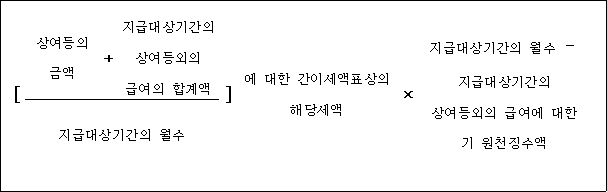 상여등의
금액
+
지급대상기간의
상여등외의
급여의 합계액
[
]
지급대상기간의 월수
에 대한 간이세액표상의
해당세액
×
지급대상기간의 월수 −
지급대상기간의
상여등외의 급여에 대한
기 원천징수액